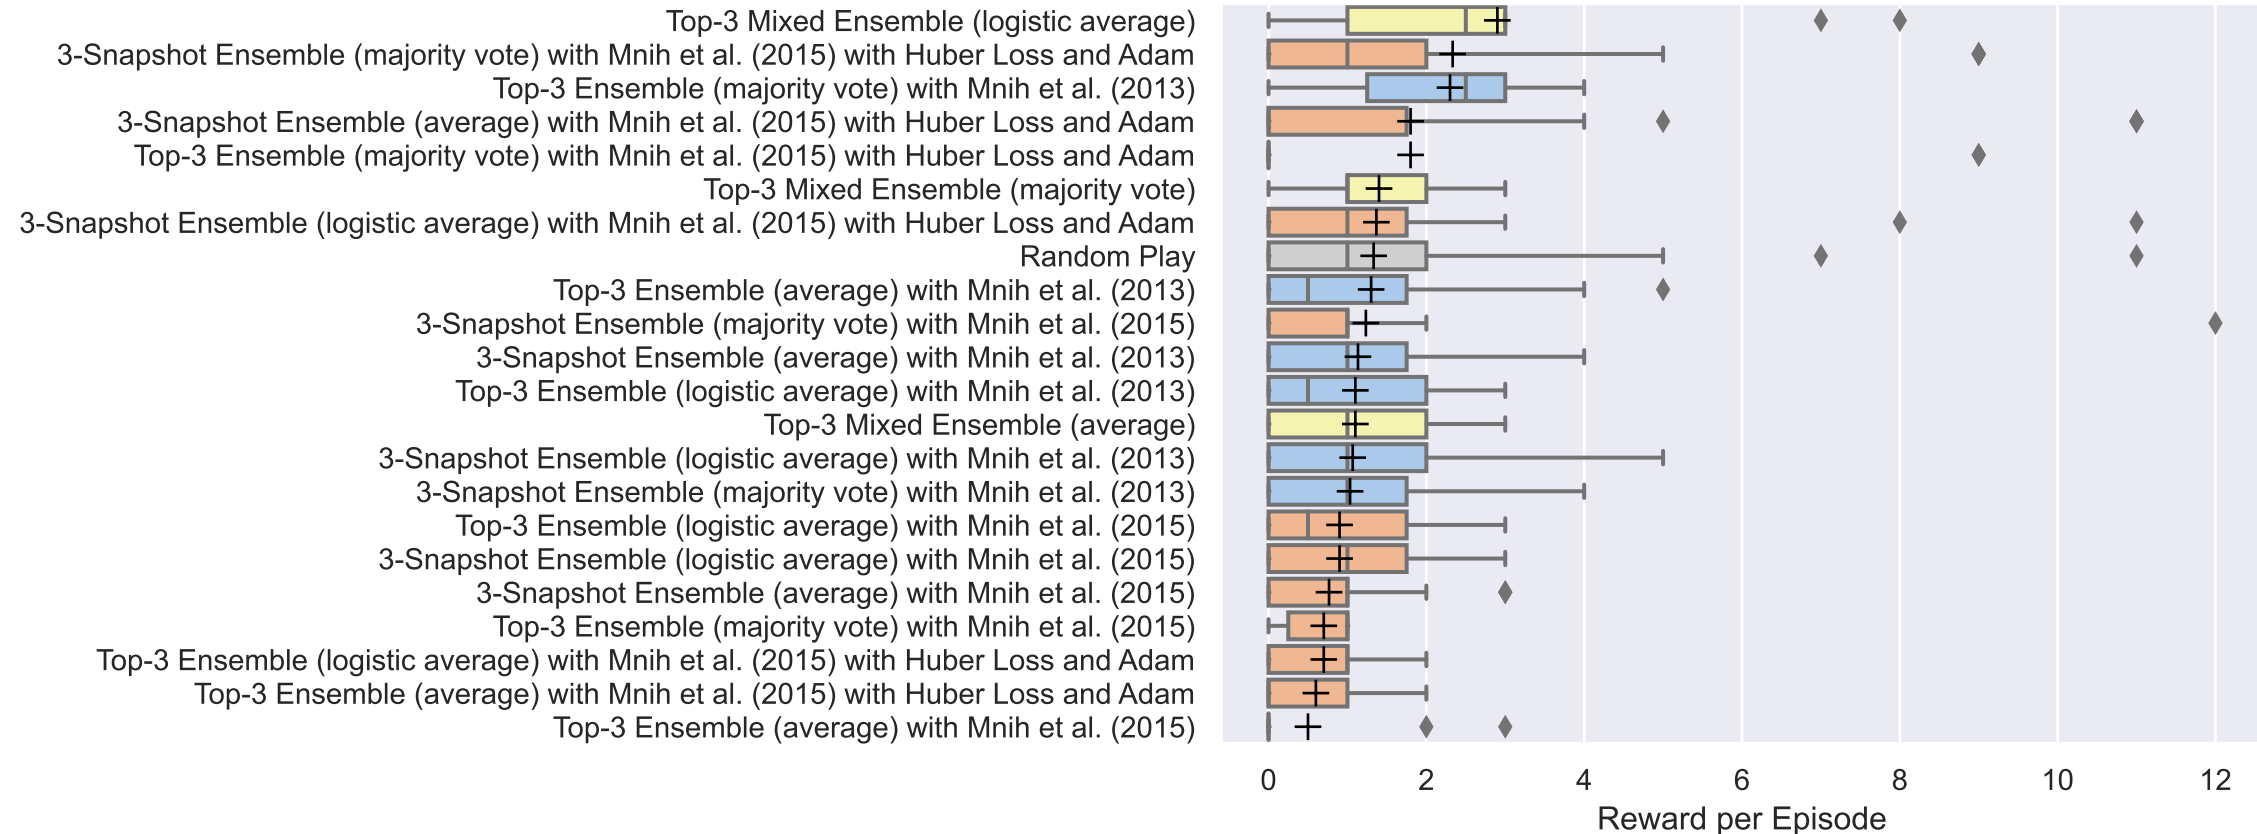 Top-3 Mixed Ensemble (logistic average)
3-Snapshot Ensemble (majority vote) with Mnih et al. (2015) with Huber Loss and Adam
Top-3 Ensemble (majority vote) with Mnih et al. (2013)
3-Snapshot Ensemble (average) with Mnih et al. (2015) with Huber Loss and Adam
Top-3 Ensemble (majority vote) with Mnih et al. (2015) with Huber Loss and Adam
Top-3 Mixed Ensemble (majority vote)
3-Snapshot Ensemble (logistic average) with Mnih et al. (2015) with Huber Loss and Adam
Random Play
Top-3 Ensemble (average) with Mnih et al. (2013)
3-Snapshot Ensemble (majority vote) with Mnih et al. (2015)
3-Snapshot Ensemble (average) with Mnih et al. (2013)
Top-3 Ensemble (logistic average) with Mnih et al. (2013)
Top-3 Mixed Ensemble (average)
3-Snapshot Ensemble (logistic average) with Mnih et al. (2013)
3-Snapshot Ensemble (majority vote) with Mnih et al. (2013)
Top-3 Ensemble (logistic average) with Mnih et al. (2015)
3-Snapshot Ensemble (logistic average) with Mnih et al. (2015)
3-Snapshot Ensemble (average) with Mnih et al. (2015)
Top-3 Ensemble (majority vote) with Mnih et al. (2015)
Top-3 Ensemble (logistic average) with Mnih et al. (2015) with Huber Loss and Adam
Top-3 Ensemble (average) with Mnih et al. (2015) with Huber Loss and Adam
Top-3 Ensemble (average) with Mnih et al. (2015)
0 2 4 6 8 10 12
Reward per Episode